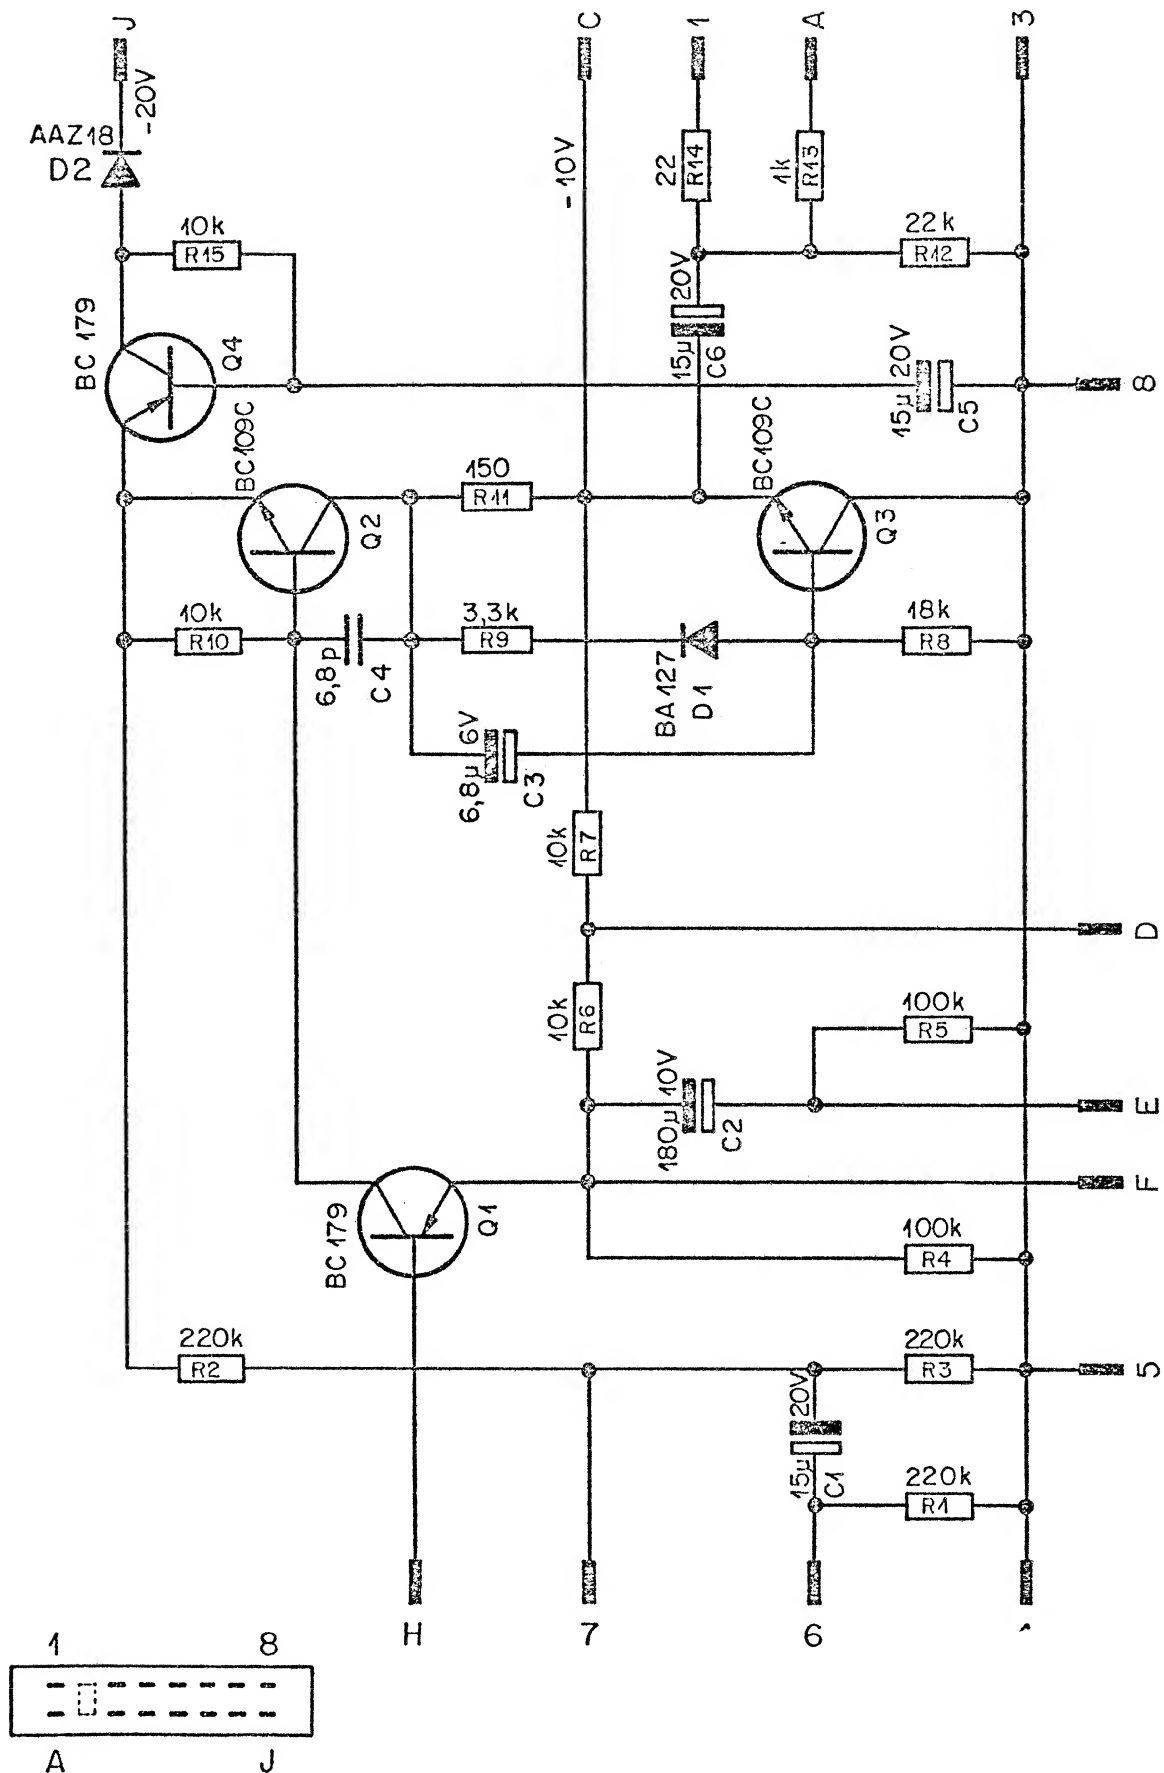 J
C
1
A
3
-20V
AAZ18
D2
-10V
22
R14
1k
R13
10k
R15
22k
R12
BC 179
Q4
15µ 20V
C6
15µ 20V
C5
8
BC109C
Q2
150
R11
BC109C
Q3
10k
R10
6,8p
C4
3,3k
R9
BA127
D1
18k
R8
6,8µ 6V
C3
10k
R7
D
10k
R6
100k
R5
180µ 10V
C2
E
BC179
Q1
F
100k
R4
220k
R2
220k
R3
5
15µ 20V
C1
220k
R1
H
7
6
1 8
A J